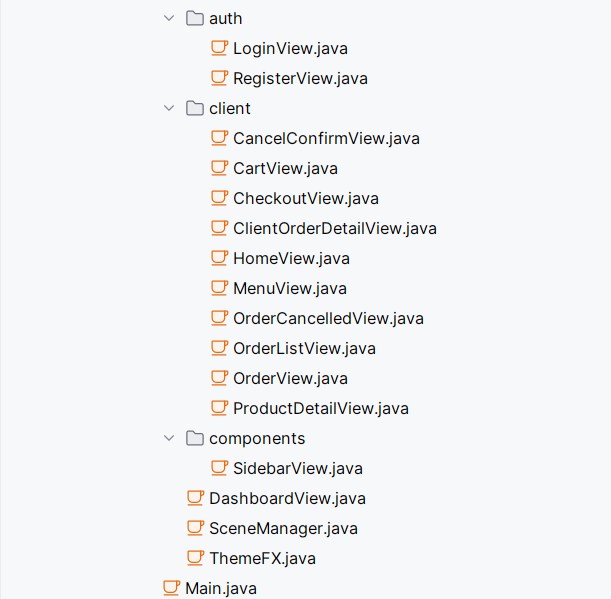 auth
LoginView.java
RegisterView.java
client
CancelConfirmView.java
CartView.java
CheckoutView.java
ClientOrderDetailView.java
HomeView.java
MenuView.java
OrderCancelledView.java
OrderListView.java
OrderView.java
ProductDetailView.java
components
SidebarView.java
DashboardView.java
SceneManager.java
ThemeFX.java
Main.java